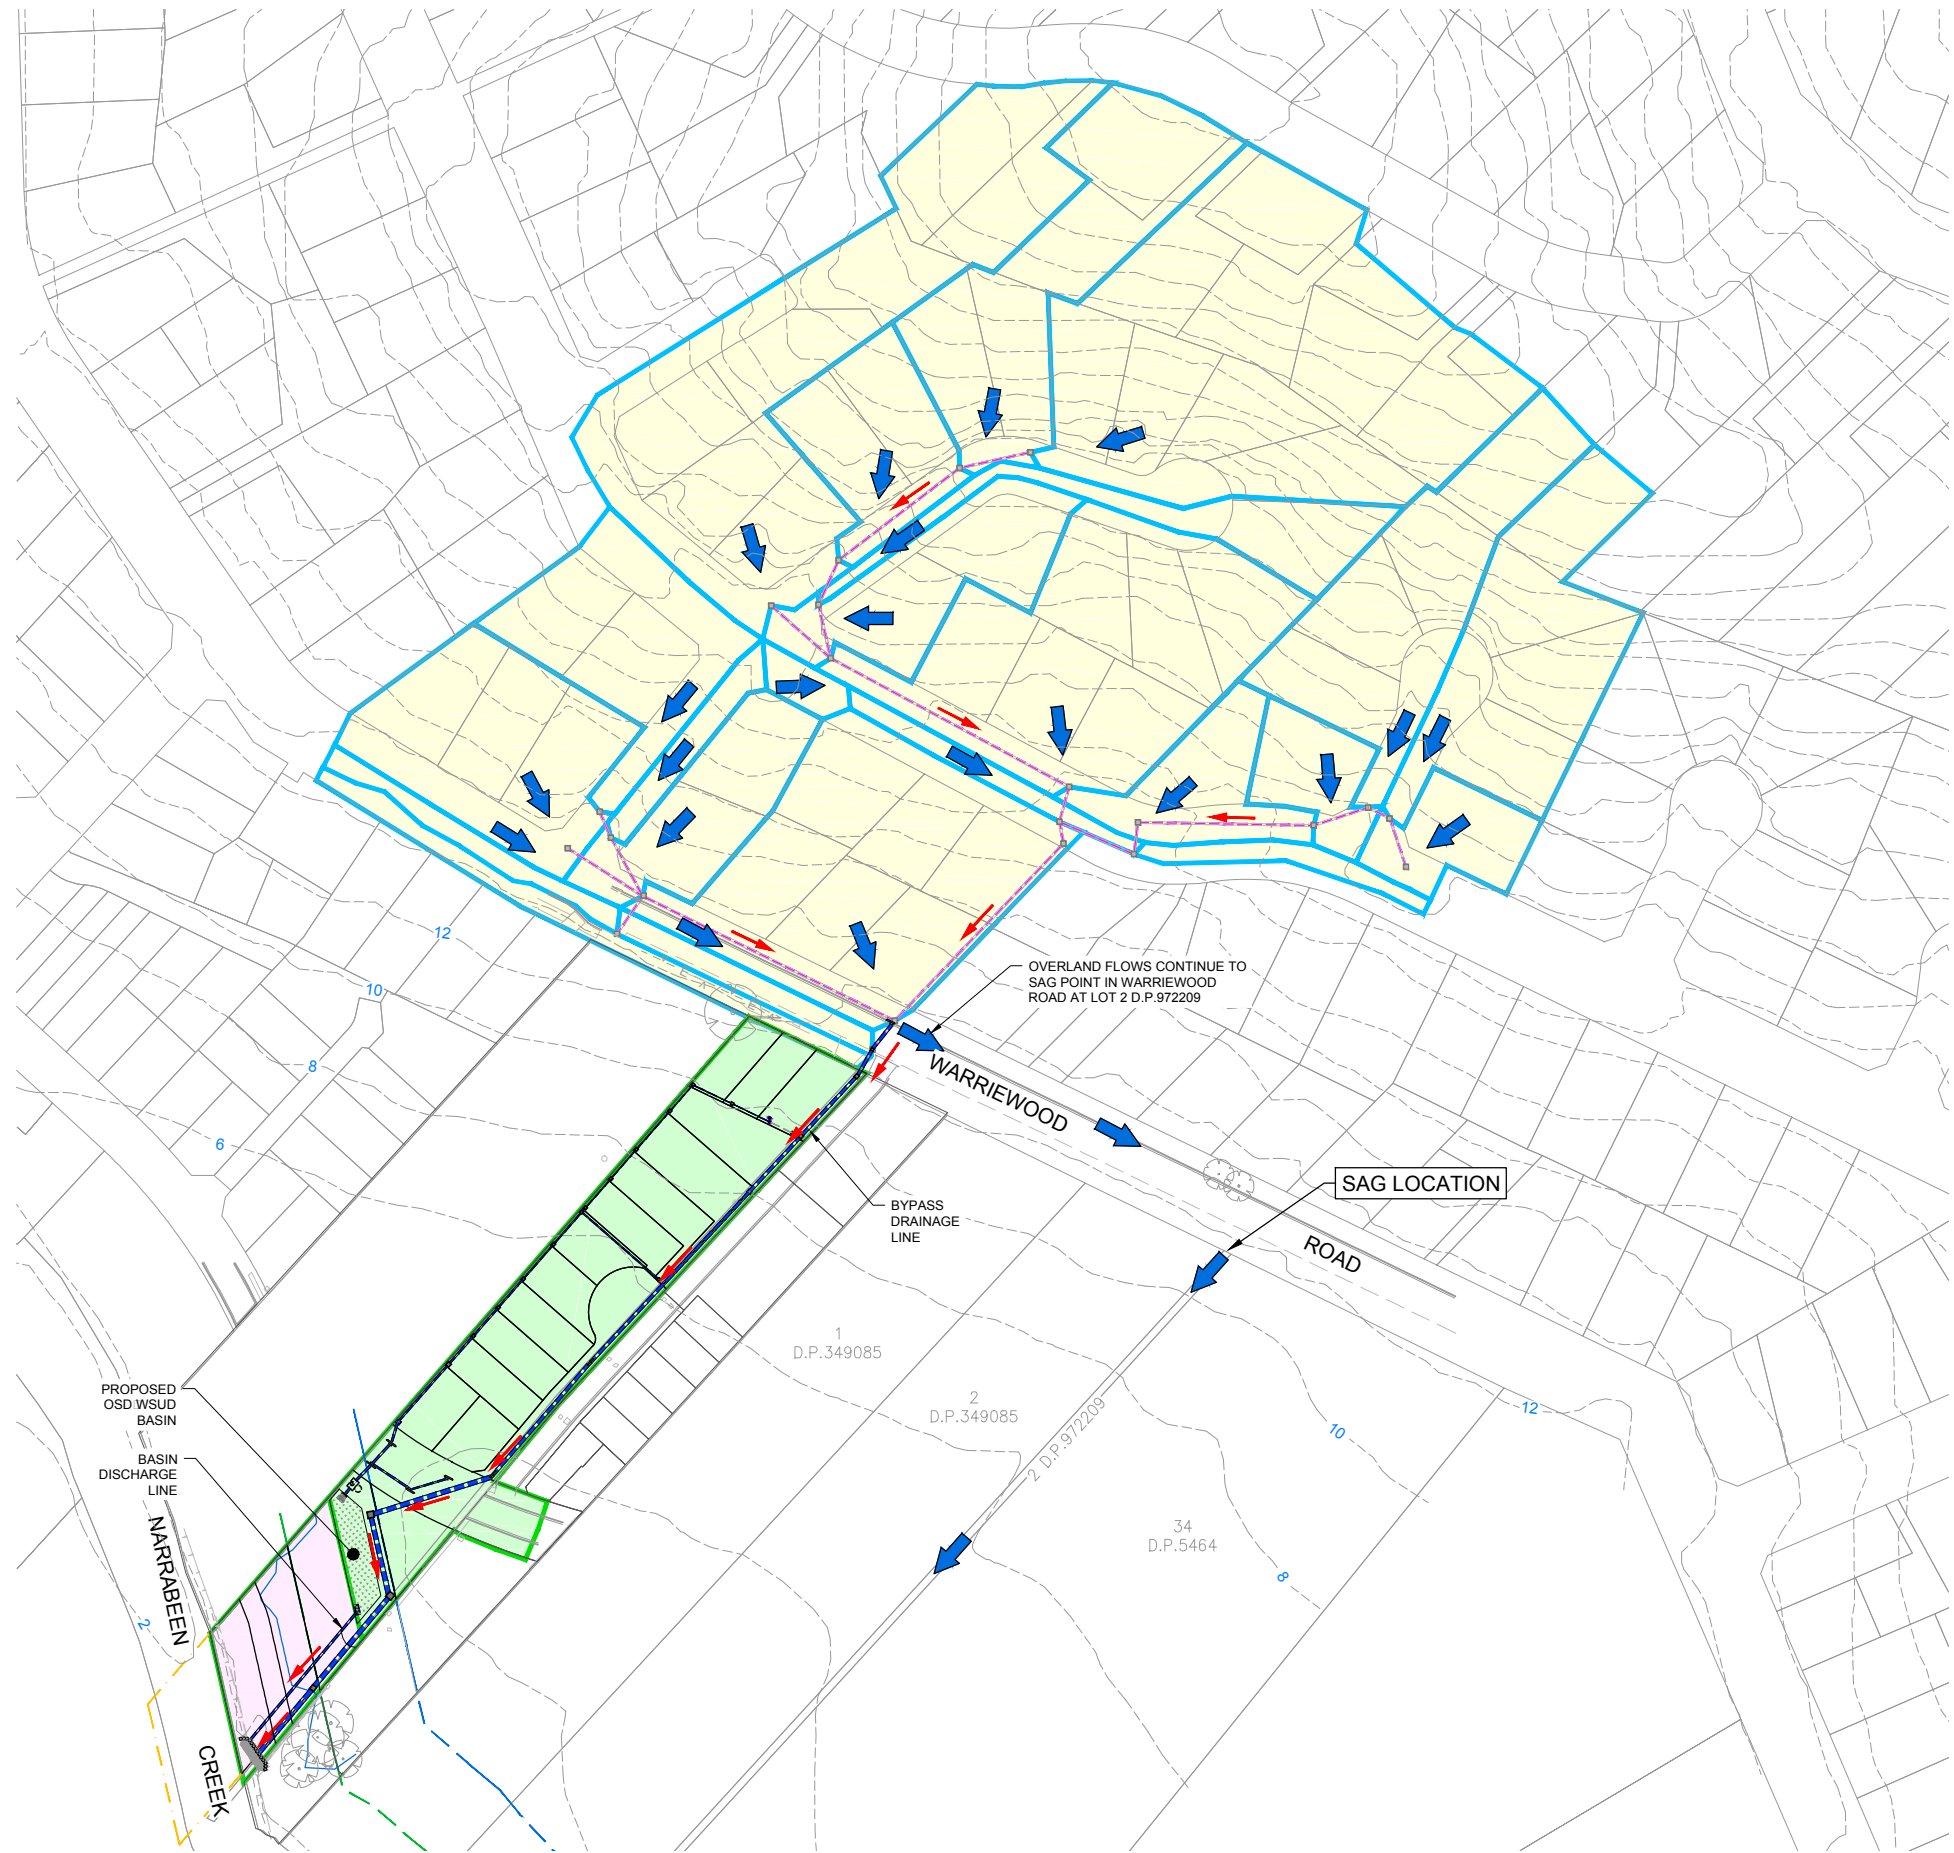 12
10
8
6
OVERLAND FLOWS CONTINUE TO
SAG POINT IN WARRIEWOOD
ROAD AT LOT 2 D.P.972209
WARRIEWOOD
ROAD
SAG LOCATION
BYPASS
DRAINAGE
LINE
1
D.P.349085
2
D.P.349085
2 D.P.972209
34
D.P.5464
10
12
8
PROPOSED
OSD/WSUD
BASIN
BASIN
DISCHARGE
LINE
NARRABEEN
CREEK
2